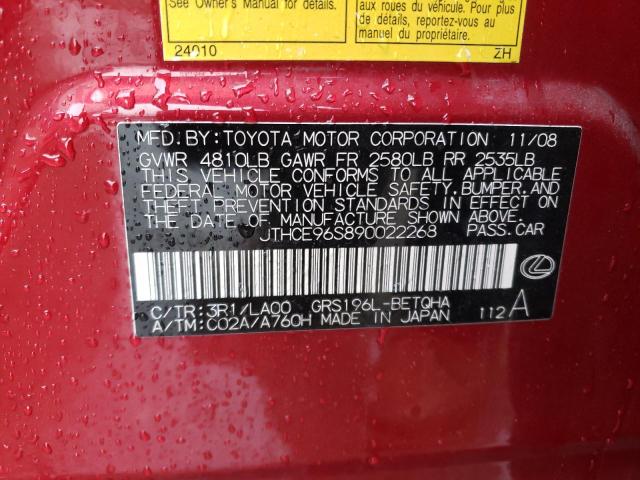 See Owner's Manual for details.
24010
aux roues du véhicule. Pour plus
de détails, reportez-vous au
manuel du propriétaire.
ZH
MFD.BY:TOYOTA MOTOR CORPORATION 11/08
GVWR 4810LB GAWR FR 2580LB RR 2535LB
THIS VEHICLE CONFORMS TO ALL APPLICABLE
FEDERAL MOTOR VEHICLE SAFETY,BUMPER,AND
THEFT PREVENTION STANDARDS IN EFFECT ON
THE DATE OF MANUFACTURE SHOWN ABOVE.
JTHCE96S890022268 PASS.CAR
C/TR:3R1/LA00 GRS196L-BETQHA
A/TM:C02A/A760H MADE IN JAPAN 112A